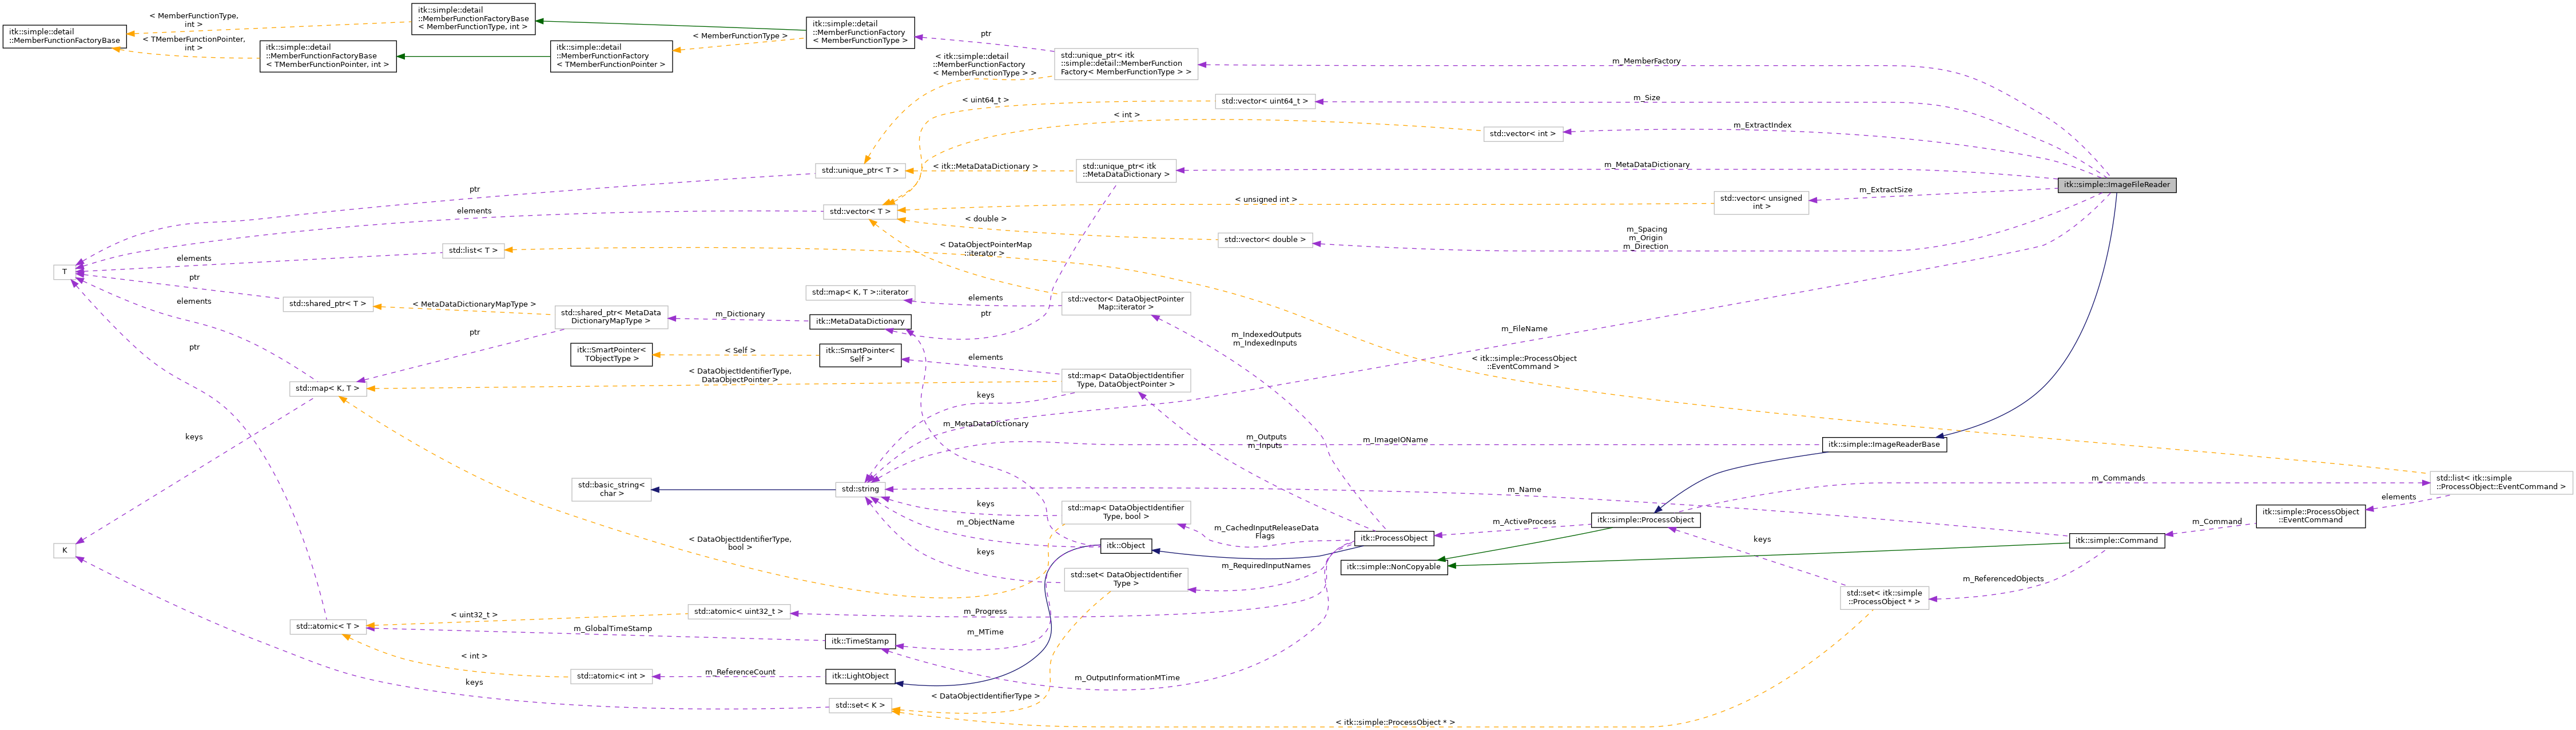 itk::simple::detail
::MemberFunctionFactoryBase
< MemberFunctionType,
int >
< TMemberFunctionPointer,
int >
itk::simple::detail
::MemberFunctionFactoryBase
< MemberFunctionType, int >
itk::simple::detail
::MemberFunctionFactoryBase
< TMemberFunctionPointer, int >
itk::simple::detail
::MemberFunctionFactory
< TMemberFunctionPointer >
< MemberFunctionType >
itk::simple::detail
::MemberFunctionFactory
< MemberFunctionType >
ptr
< itk::simple::detail
::MemberFunctionFactory
< MemberFunctionType > >
std::unique_ptr< itk
::simple::detail::MemberFunction
Factory< MemberFunctionType > >
m_MemberFactory
< uint64_t >
std::vector< uint64_t >
m_Size
< int >
std::vector< int >
m_ExtractIndex
std::unique_ptr< T >
< itk::MetaDataDictionary >
std::unique_ptr< itk
::MetaDataDictionary >
m_MetaDataDictionary
itk::simple::ImageFileReader
ptr
elements
std::vector< T >
< unsigned int >
std::vector< unsigned
int >
m_ExtractSize
< double >
std::vector< double >
m_Spacing
m_Origin
m_Direction
std::list< T >
elements
< DataObjectPointerMap
::iterator >
T
ptr
std::shared_ptr< T >
< MetaDataDictionaryMapType >
std::shared_ptr< MetaData
DictionaryMapType >
m_Dictionary
std::map< K, T >::iterator
elements
std::vector< DataObjectPointer
Map::iterator >
itk::MetaDataDictionary
ptr
elements
ptr
ptr
m_IndexedOutputs
m_IndexedInputs
m_FileName
itk::SmartPointer<
TObjectType >
< Self >
itk::SmartPointer<
Self >
elements
< itk::simple::ProcessObject
::EventCommand >
std::map< K, T >
< DataObjectIdentifierType,
DataObjectPointer >
std::map< DataObjectIdentifier
Type, DataObjectPointer >
keys
m_MetaDataDictionary
keys
m_Outputs
m_Inputs
m_ImageIOName
itk::simple::ImageReaderBase
std::basic_string<
char >
std::string
m_Name
m_Commands
std::list< itk::simple
::ProcessObject::EventCommand >
elements
keys
std::map< DataObjectIdentifier
Type, bool >
m_ObjectName
m_CachedInputReleaseData
Flags
m_ActiveProcess
itk::simple::ProcessObject
m_Command
itk::simple::ProcessObject
::EventCommand
K
< DataObjectIdentifierType,
bool >
itk::Object
itk::ProcessObject
keys
itk::simple::Command
keys
std::set< DataObjectIdentifier
Type >
m_RequiredInputNames
itk::simple::NonCopyable
m_ReferencedObjects
std::set< itk::simple
::ProcessObject * >
< uint32_t >
std::atomic< uint32_t >
m_Progress
std::atomic< T >
m_GlobalTimeStamp
itk::TimeStamp
m_MTime
< int >
std::atomic< int >
m_ReferenceCount
itk::LightObject
m_OutputInformationMTime
keys
std::set< K >
< DataObjectIdentifierType >
< itk::simple::ProcessObject * >